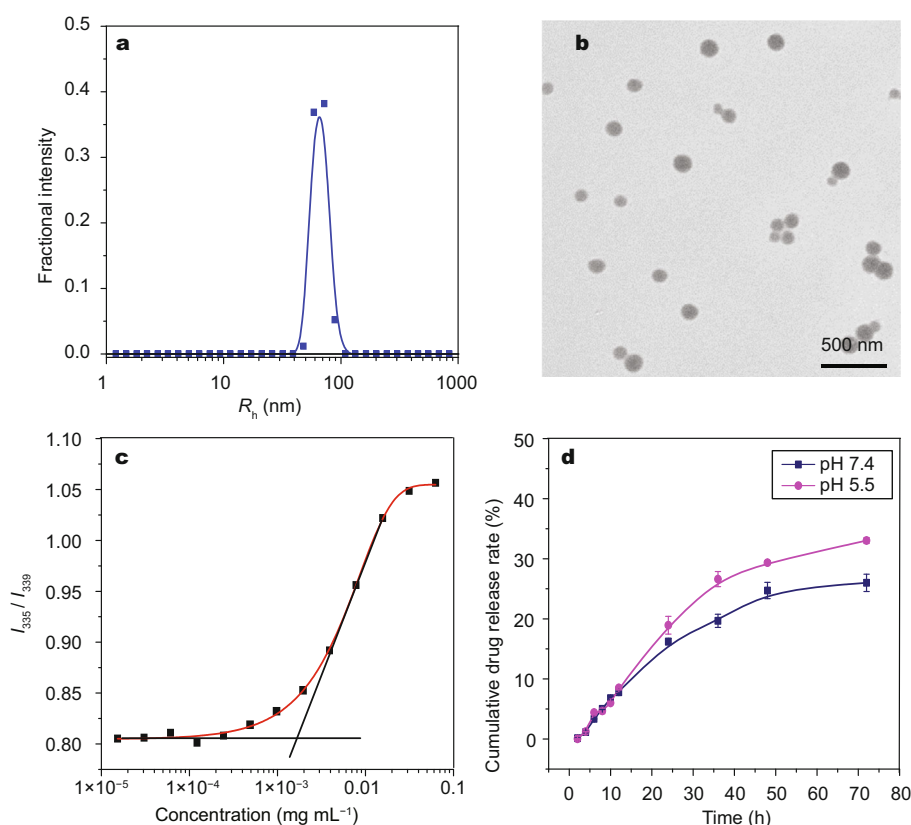 a
0.5
0.4
0.3
0.2
0.1
0.0
Fractional intensity
1
10
100
1000
R_h (nm)
b
500 nm
c
1.10
1.05
1.00
0.95
0.90
0.85
0.80
I_335 / I_339
1×10⁻⁵
1×10⁻⁴
1×10⁻³
0.01
0.1
Concentration (mg mL⁻¹)
d
pH 7.4
pH 5.5
50
40
30
20
10
0
Cumulative drug release rate (%)
0
10
20
30
40
50
60
70
80
Time (h)